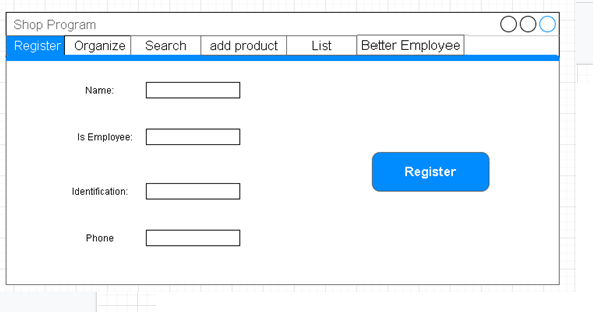 Shop Program
Register Organize Search add product List Better Employee
Name:
Is Employee:
Register
Identification:
Phone